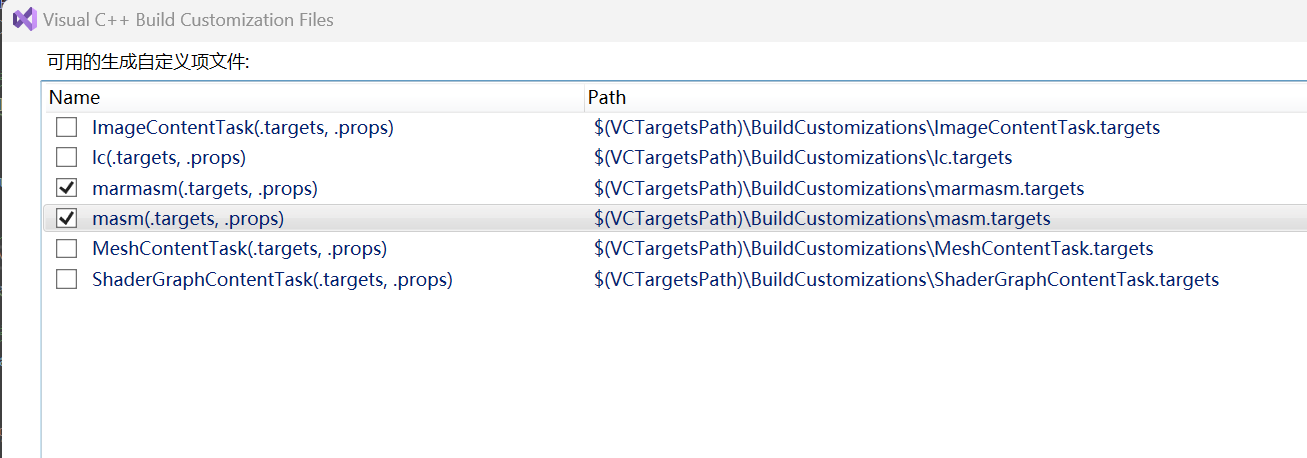 Visual C++ Build Customization Files
可用的生成自定义项文件:
Name Path
ImageContentTask(.targets, .props) $(VCTargetsPath)\BuildCustomizations\ImageContentTask.targets
lc(.targets, .props) $(VCTargetsPath)\BuildCustomizations\lc.targets
marmasm(.targets, .props) $(VCTargetsPath)\BuildCustomizations\marmasm.targets
masm(.targets, .props) $(VCTargetsPath)\BuildCustomizations\masm.targets
MeshContentTask(.targets, .props) $(VCTargetsPath)\BuildCustomizations\MeshContentTask.targets
ShaderGraphContentTask(.targets, .props) $(VCTargetsPath)\BuildCustomizations\ShaderGraphContentTask.targets